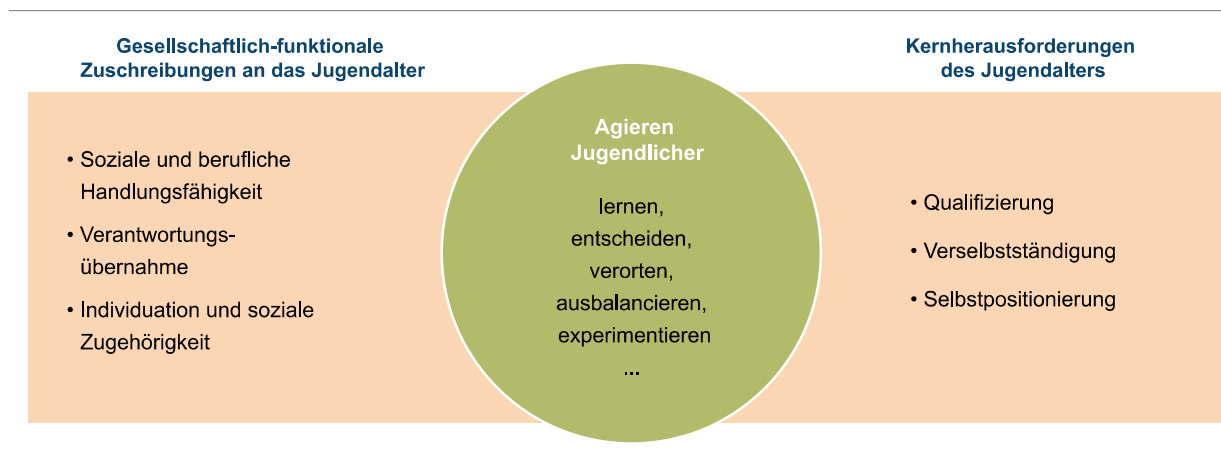 Gesellschaftlich-funktionale
Zuschreibungen an das Jugendalter
• Soziale und berufliche
Handlungsfähigkeit
• Verantwortungs-
übernahme
• Individuation und soziale
Zugehörigkeit
Agieren
Jugendlicher
lernen,
entscheiden,
verorten,
ausbalancieren,
experimentieren
...
Kernherausforderungen
des Jugendalters
• Qualifizierung
• Verselbstständigung
• Selbstpositionierung